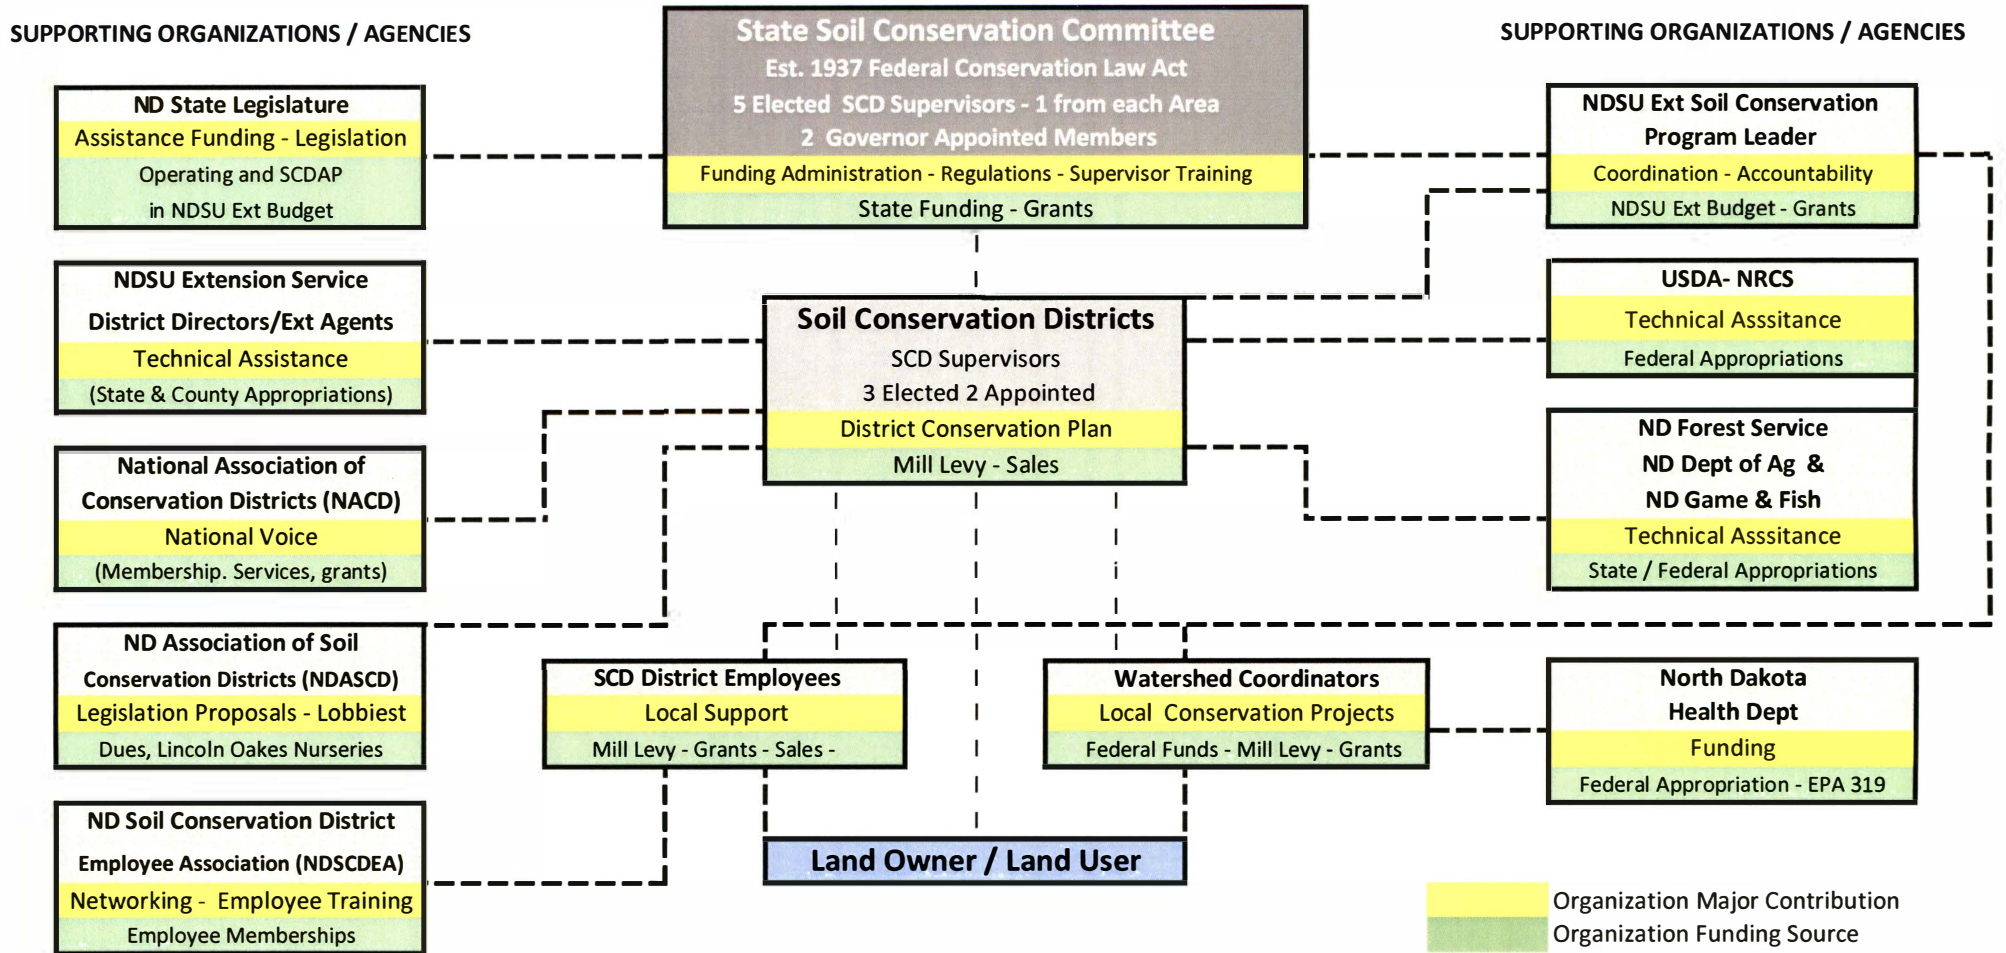 SUPPORTING ORGANIZATIONS / AGENCIES
ND State Legislature
Assistance Funding - Legislation
Operating and SCDAP
in NDSU Ext Budget
NDSU Extension Service
District Directors/Ext Agents
Technical Assistance
(State & County Appropriations)
National Association of
Conservation Districts (NACD)
National Voice
(Membership. Services, grants)
ND Association of Soil
Conservation Districts (NDASCD)
Legislation Proposals - Lobbiest
Dues, Lincoln Oakes Nurseries
ND Soil Conservation District
Employee Association (NDSCDEA)
Networking - Employee Training
Employee Memberships
State Soil Conservation Committee
Est. 1937 Federal Conservation Law Act
5 Elected SCD Supervisors - 1 from each Area
2 Governor Appointed Members
Funding Administration - Regulations - Supervisor Training
State Funding - Grants
Soil Conservation Districts
SCD Supervisors
3 Elected 2 Appointed
District Conservation Plan
Mill Levy - Sales
SCD District Employees
Local Support
Mill Levy - Grants - Sales -
Watershed Coordinators
Local Conservation Projects
Federal Funds - Mill Levy - Grants
Land Owner / Land User
SUPPORTING ORGANIZATIONS / AGENCIES
NDSU Ext Soil Conservation
Program Leader
Coordination - Accountability
NDSU Ext Budget - Grants
USDA- NRCS
Technical Asssitance
Federal Appropriations
ND Forest Service
ND Dept of Ag &
ND Game & Fish
Technical Asssitance
State / Federal Appropriations
North Dakota
Health Dept
Funding
Federal Appropriation - EPA 319
Organization Major Contribution
Organization Funding Source